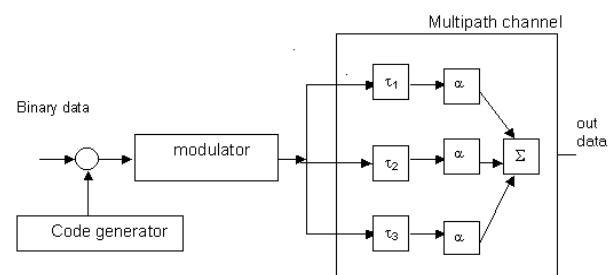 Multipath channel
Binary data
τ1
α
modulator
τ2
α
Σ
out
data
Code generator
τ3
α